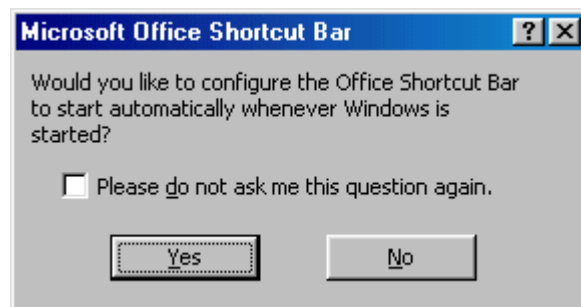 Microsoft Office Shortcut Bar
Would you like to configure the Office Shortcut Bar
to start automatically whenever Windows is
started?
Please do not ask me this question again.
Yes No